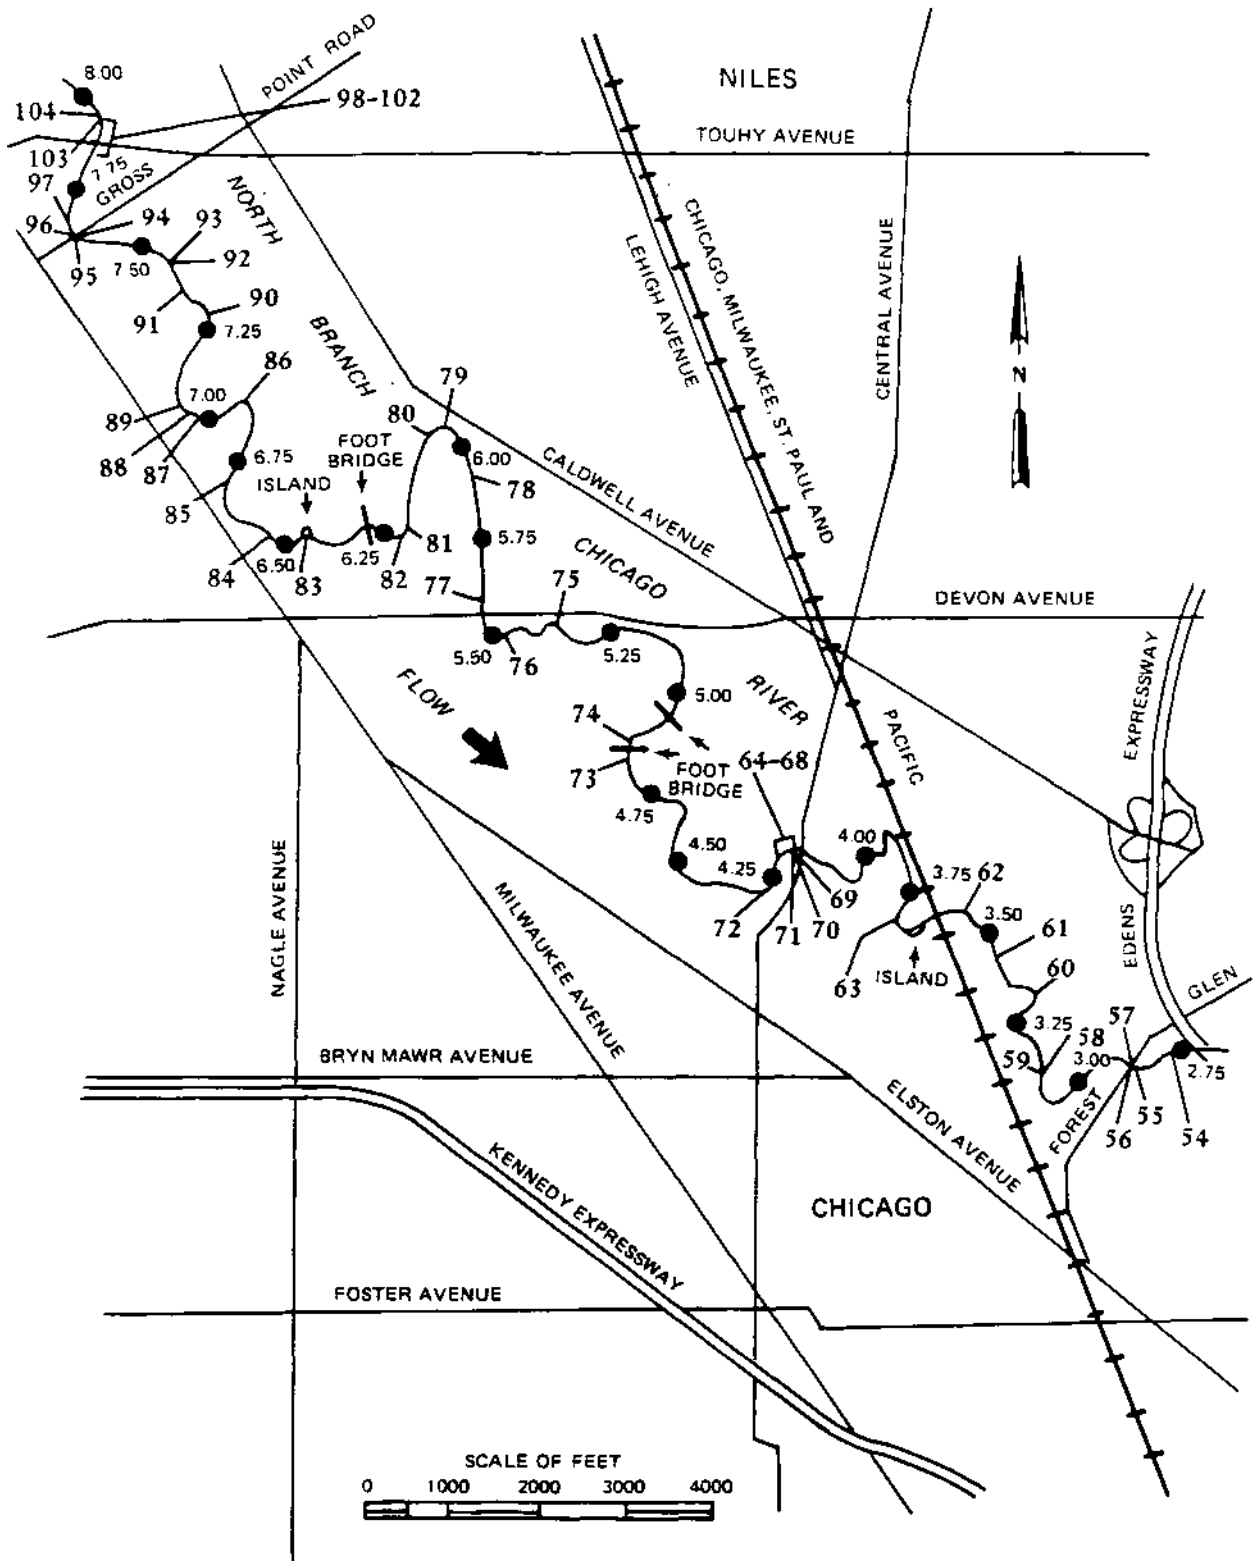 POINT ROAD
8.00
NILES
98-102
104
TOUHY AVENUE
103
7 75
GROSS
97
NORTH
94
93
96
92
95
7 50
CHICAGO, MILWAUKEE, ST. PAUL AND
LEHIGH AVENUE
CENTRAL AVENUE
90
91
7.25
BRANCH
N
86
79
7.00
89
80
88
FOOT
BRIDGE
87
6.75
6.00
CALDWELL AVENUE
ISLAND
78
85
81
5.75
6.50
6.25
CHICAGO
84
83
82
77
75
DEVON AVENUE
5.50
76
5.25
EXPRESSWAY
FLOW
5.00
RIVER
74
PACIFIC
73
FOOT
BRIDGE
64-68
4.75
4.50
4.00
4.25
NAGLE AVENUE
MILWAUKEE AVENUE
3.75
62
69
72
71
70
3.50
61
EDENS
63
ISLAND
60
GLEN
57
3.25
58
BRYN MAWR AVENUE
59
3.00
2.75
ELSTON AVENUE
FOREST
56
55
54
KENNEDY EXPRESSWAY
CHICAGO
FOSTER AVENUE
SCALE OF FEET
0 1000 2000 3000 4000